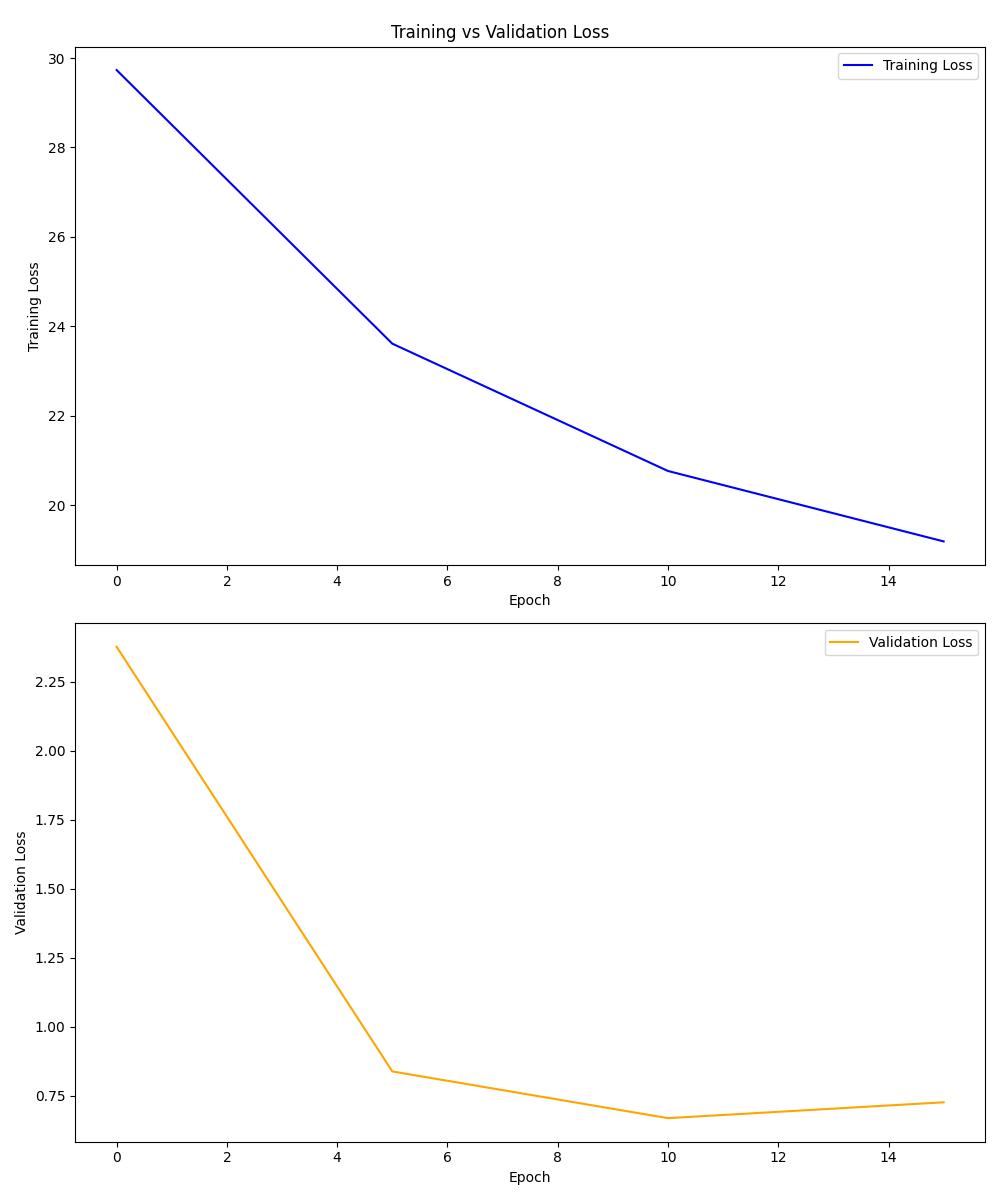 Training vs Validation Loss
Training Loss
30
28
26
24
22
20
Training Loss
0 2 4 6 8 10 12 14
Epoch
Validation Loss
2.25
2.00
1.75
1.50
1.25
1.00
0.75
Validation Loss
0 2 4 6 8 10 12 14
Epoch